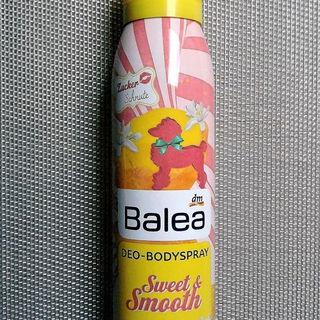 Zucker
Schnute
dm
Balea
DEO-BODYSPRAY
Sweet &
Smooth